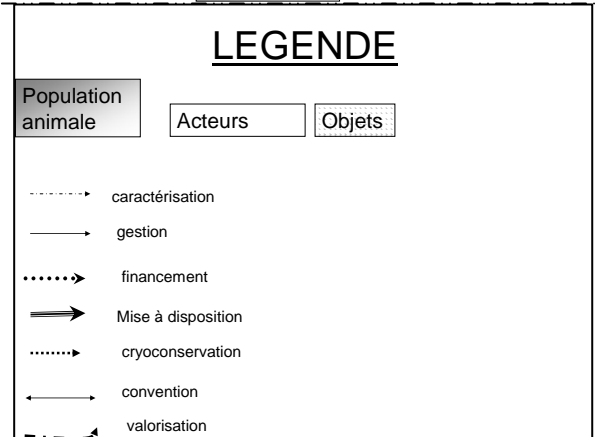 LEGENDE
Population
animale
Acteurs
Objets
caractérisation
gestion
financement
Mise à disposition
cryoconservation
convention
valorisation